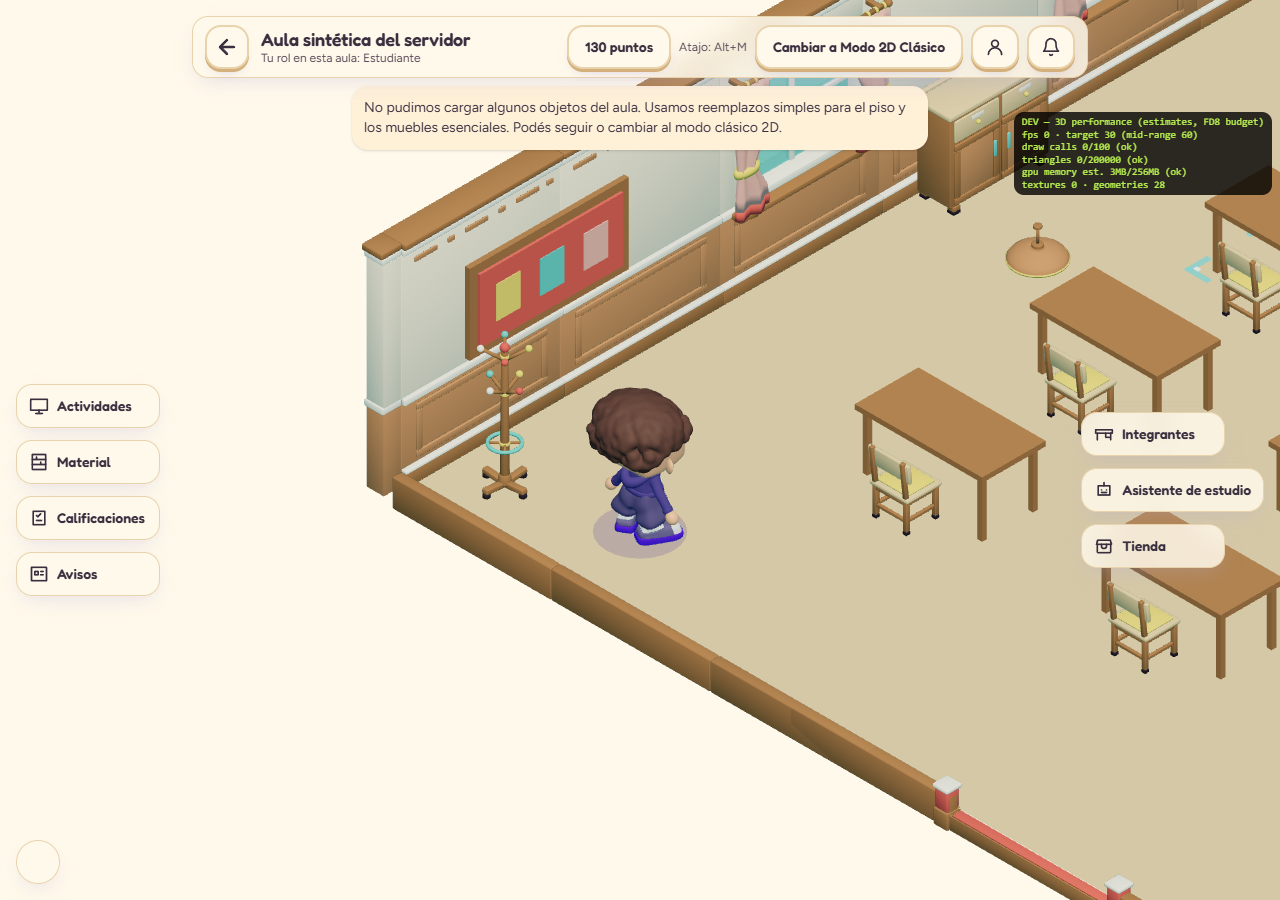 Aula sintética del servidor
Tu rol en esta aula: Estudiante
130 puntos
Atajo: Alt+M
Cambiar a Modo 2D Clásico
No pudimos cargar algunos objetos del aula. Usamos reemplazos simples para el piso y
los muebles esenciales. Podés seguir o cambiar al modo clásico 2D.
DEV — 3D performance (estimates, FD8 budget)
fps 0 · target 30 (mid-range 60)
draw calls 0/100 (ok)
triangles 0/200000 (ok)
gpu memory est. 3MB/256MB (ok)
textures 0 · geometries 28
Actividades
Material
Calificaciones
Avisos
Integrantes
Asistente de estudio
Tienda